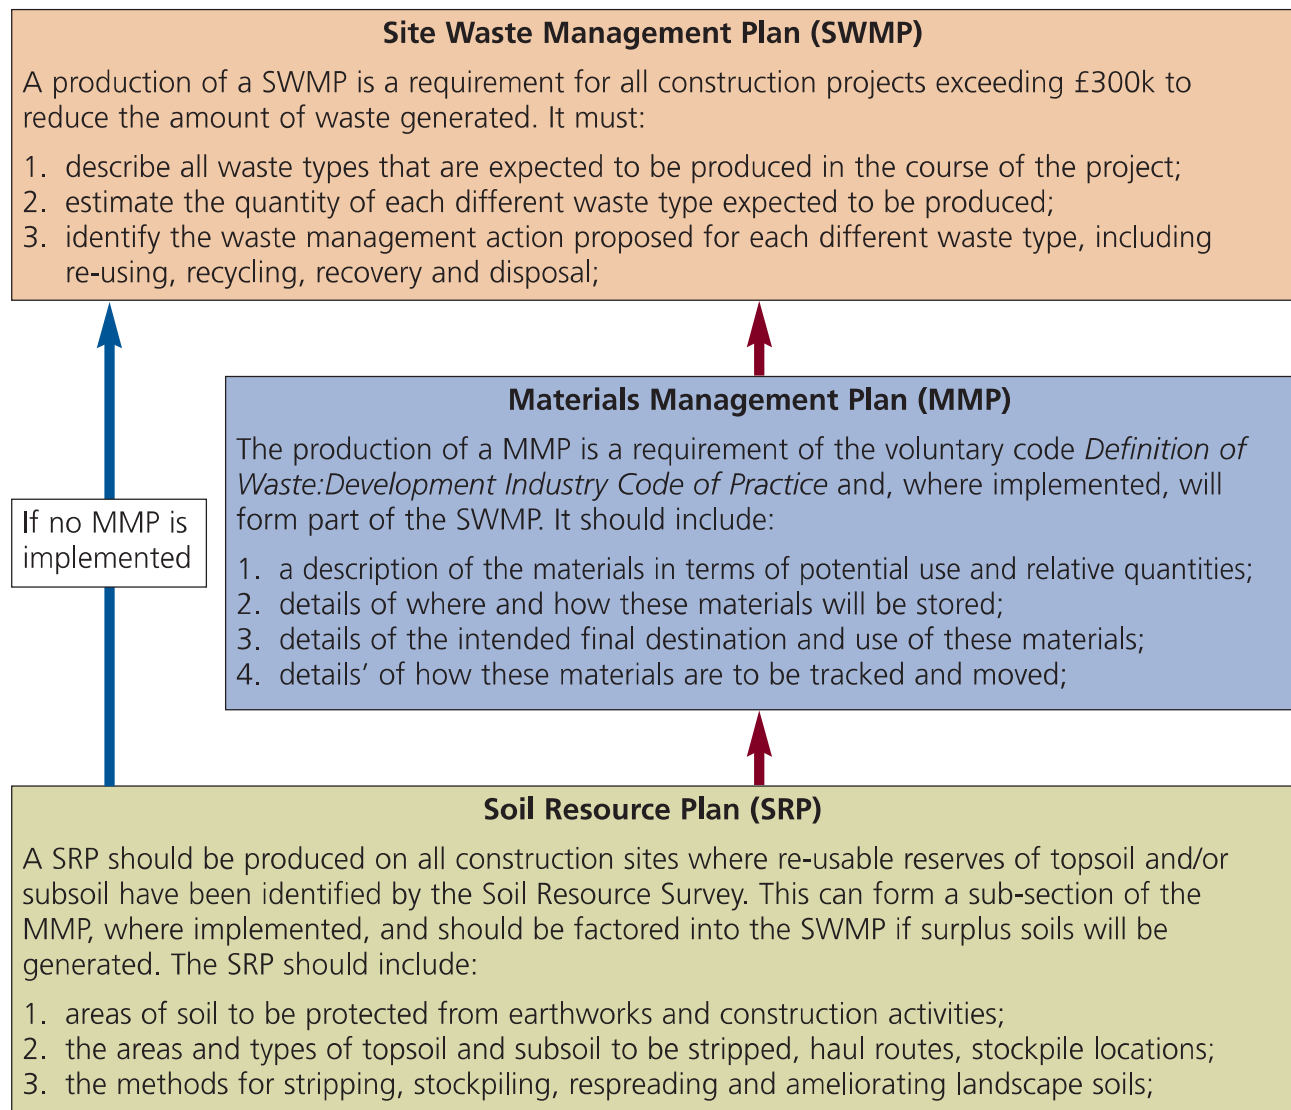 Site Waste Management Plan (SWMP)
A production of a SWMP is a requirement for all construction projects exceeding £300k to
reduce the amount of waste generated. It must:
1. describe all waste types that are expected to be produced in the course of the project;
2. estimate the quantity of each different waste type expected to be produced;
3. identify the waste management action proposed for each different waste type, including
re-using, recycling, recovery and disposal;
Materials Management Plan (MMP)
The production of a MMP is a requirement of the voluntary code Definition of
Waste:Development Industry Code of Practice and, where implemented, will
form part of the SWMP. It should include:
1. a description of the materials in terms of potential use and relative quantities;
2. details of where and how these materials will be stored;
3. details of the intended final destination and use of these materials;
4. details’ of how these materials are to be tracked and moved;
If no MMP is
implemented
Soil Resource Plan (SRP)
A SRP should be produced on all construction sites where re-usable reserves of topsoil and/or
subsoil have been identified by the Soil Resource Survey. This can form a sub-section of the
MMP, where implemented, and should be factored into the SWMP if surplus soils will be
generated. The SRP should include:
1. areas of soil to be protected from earthworks and construction activities;
2. the areas and types of topsoil and subsoil to be stripped, haul routes, stockpile locations;
3. the methods for stripping, stockpiling, respreading and ameliorating landscape soils;